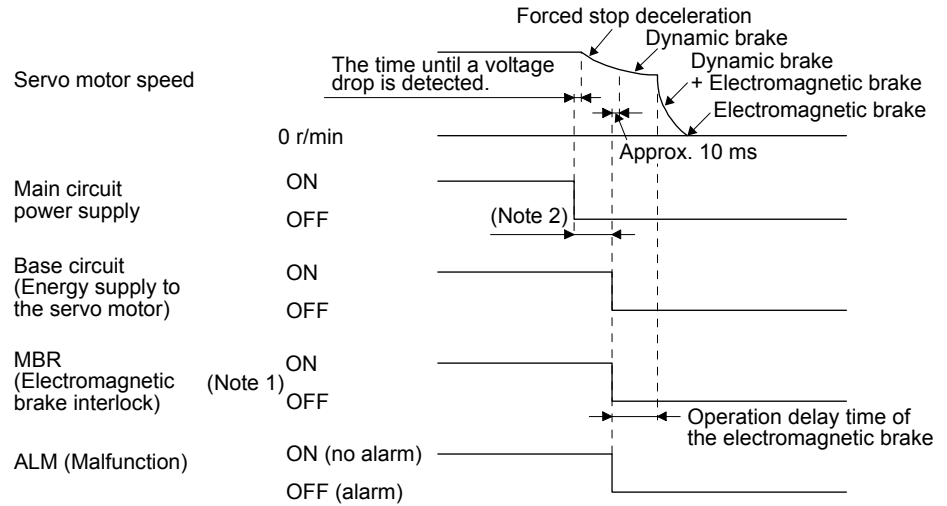 Forced stop deceleration
Dynamic brake
The time until a voltage
drop is detected.
Dynamic brake
+ Electromagnetic brake
Servo motor speed
Electromagnetic brake
0 r/min
Approx. 10 ms
Main circuit
power supply
ON
OFF
(Note 2)
Base circuit
(Energy supply to
the servo motor)
ON
OFF
MBR
(Electromagnetic
brake interlock)
(Note 1)
ON
OFF
Operation delay time of
the electromagnetic brake
ALM (Malfunction)
ON (no alarm)
OFF (alarm)